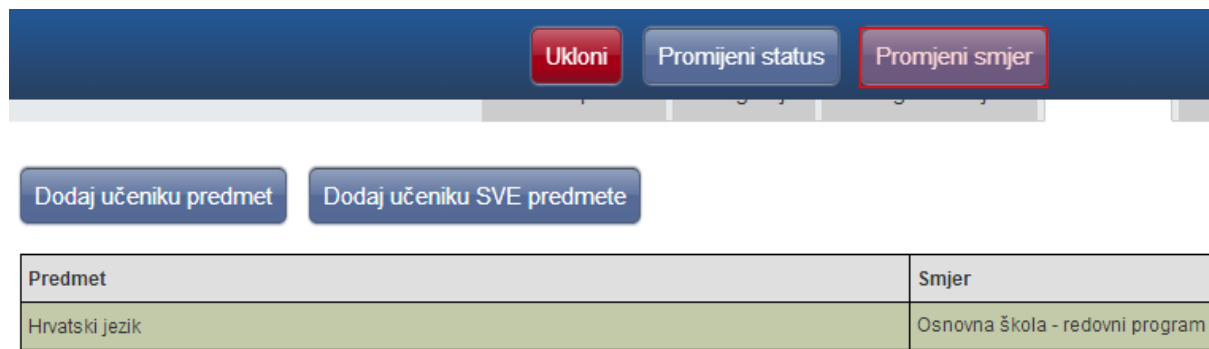 Ukloni Promijeni status Promjeni smjer
Dodaj učeniku predmet Dodaj učeniku SVE predmete
Predmet Smjer
Hrvatski jezik Osnovna škola - redovni program